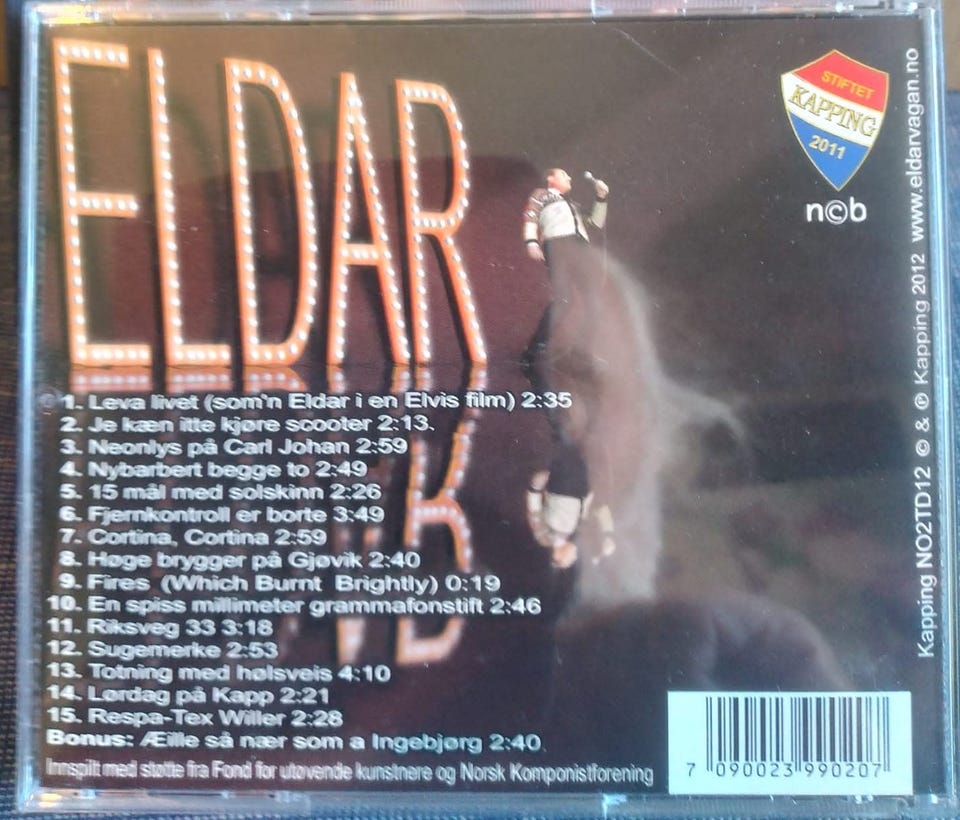 ELDAR
STIFTET
KAPPING
2011
n©b
1. Leva livet (som'n Eldar i en Elvis film) 2:35
2. Je kæn itte kjøre scooter 2:13.
3. Neonlys på Carl Johan 2:59
4. Nybarbert begge to 2:49
5. 15 mål med solskinn 2:26
6. Fjernkontroll er borte 3:49
7. Cortina, Cortina 2:59
8. Høge brygger på Gjøvik 2:40
9. Fires (Which Burnt Brightly) 0:19
10. En spiss millimeter grammafonstift 2:46
11. Riksveg 33 3:18
12. Sugemerke 2:53
13. Totning med hølsveis 4:10
14. Lørdag på Kapp 2:21
15. Respa-Tex Willer 2:28
Bonus: Æille så nær som a Ingebjørg 2:40.
Innspilt med støtte fra Fond for utøvende kunstnere og Norsk Komponistforening
Kapping NO2TD12 © & ℗ Kapping 2012 www.eldarvagan.no
7 090023 990207